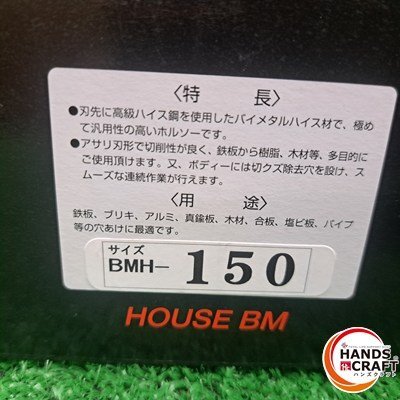 〈特長〉
●刃先に高級ハイス鋼を使用したバイメタルハイス材で、極め
て汎用性の高いホルソーです。
●アサリ刃形で切削性が良く、鉄板から樹脂、木材等、多目的に
ご使用頂けます。又、ボディーには切クズ除去穴を設け、ス
ムーズな連続作業が行えます。
〈用途〉
鉄板、ブリキ、アルミ、真鍮板、木材、合板、塩ビ板、パイプ
等の穴あけに最適です。
サイズ
BMH- 150
HOUSE BM
HANDS
CRAFT
ハンズクラフト